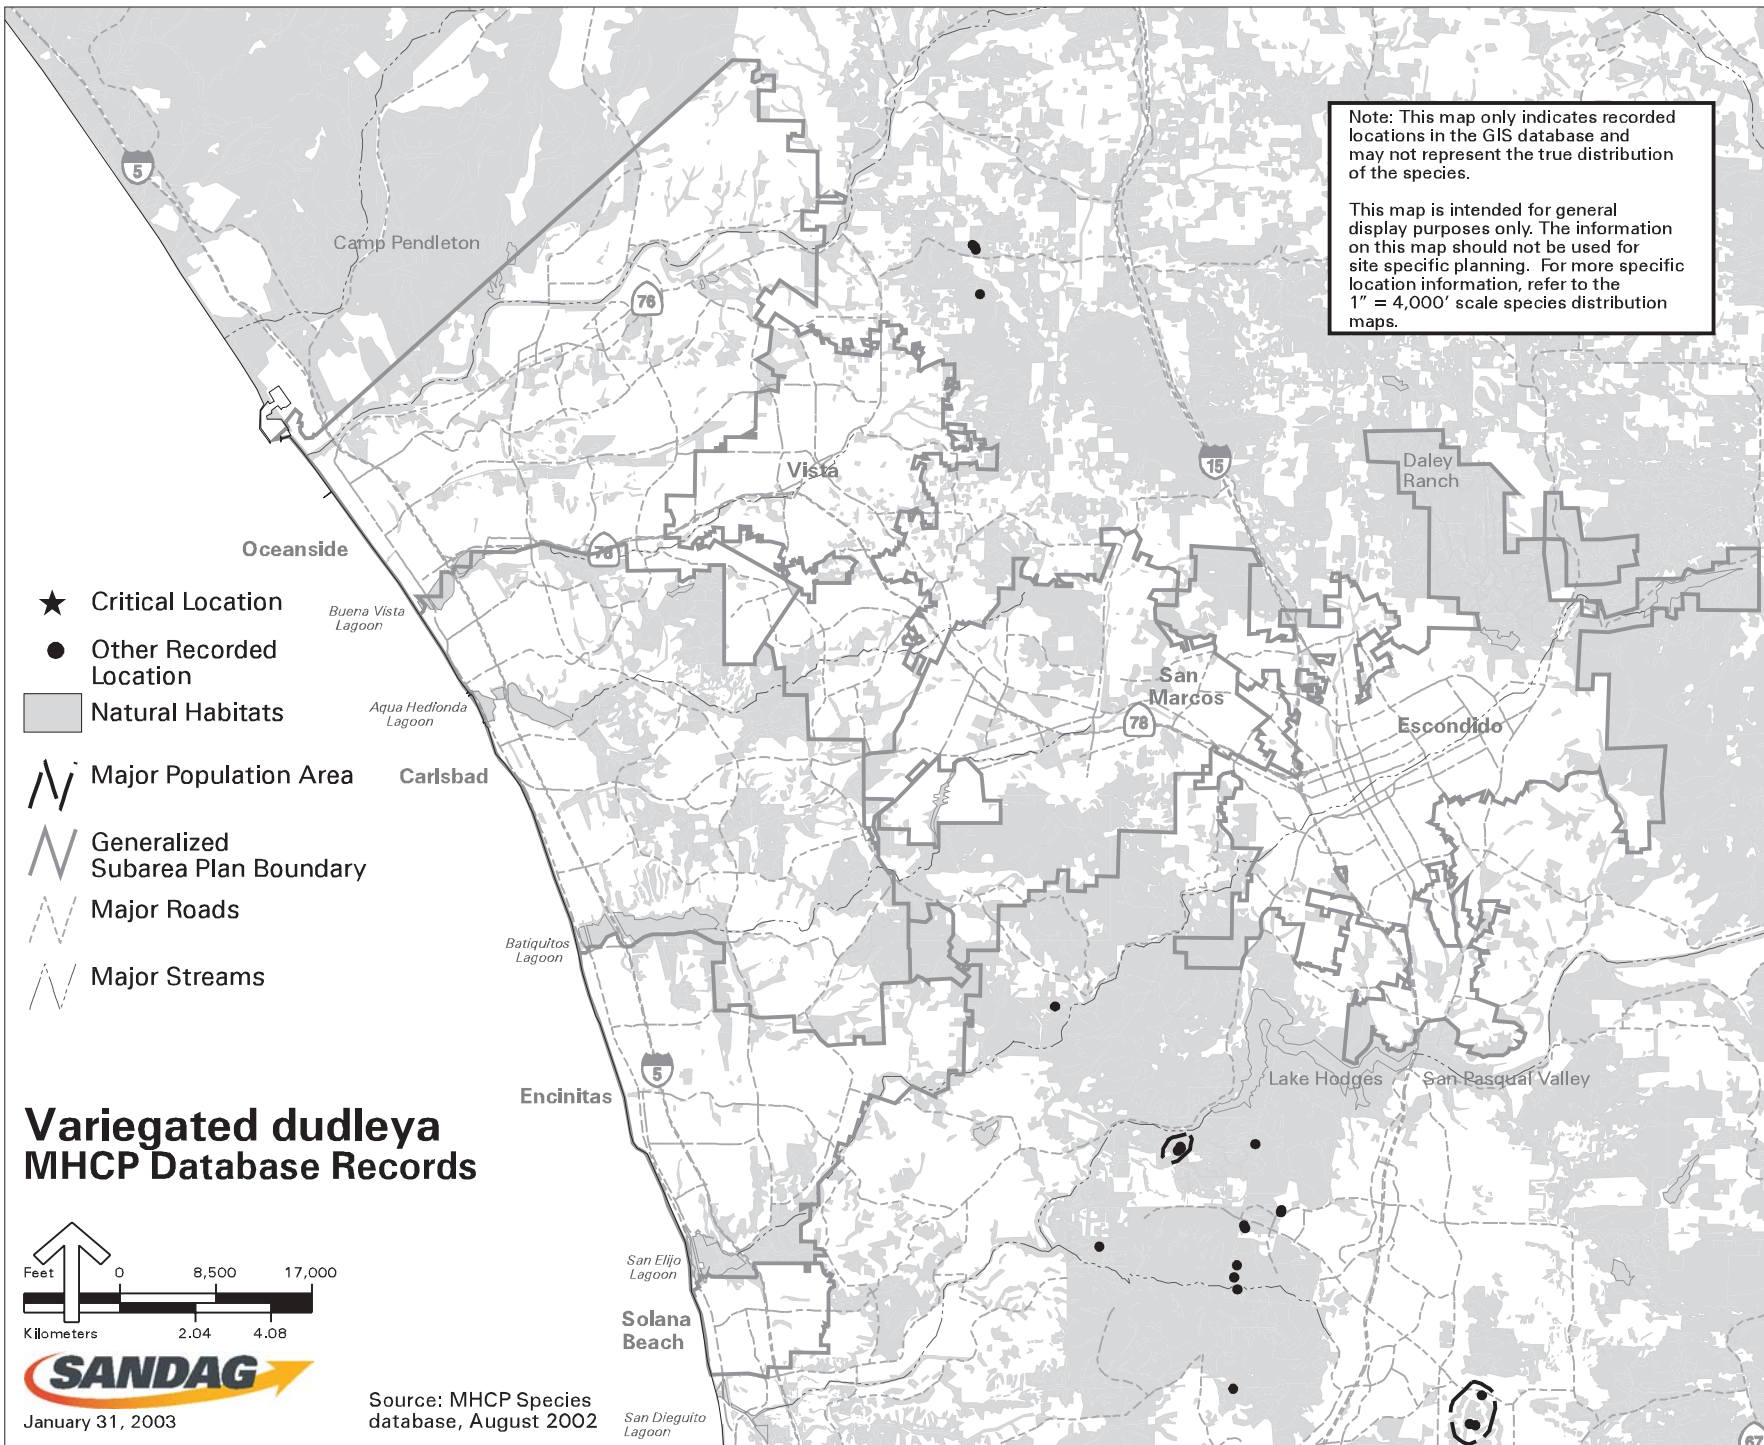 Note: This map only indicates recorded
locations in the GIS database and
may not represent the true distribution
of the species.
This map is intended for general
display purposes only. The information
on this map should not be used for
site specific planning. For more specific
location information, refer to the
1" = 4,000' scale species distribution
maps.
5
Camp Pendleton
76
15
Daley
Ranch
Vista
Oceanside
78
Buena Vista
Lagoon
San
Marcos
78
Escondido
Aqua Hedionda
Lagoon
Carlsbad
Batiquitos
Lagoon
5
Encinitas
Lake Hodges
San Pasqual Valley
San Elijo
Lagoon
Solana
Beach
San Dieguito
Lagoon
67
Critical Location
Other Recorded
Location
Natural Habitats
Major Population Area
Generalized
Subarea Plan Boundary
Major Roads
Major Streams
Variegated dudleya
MHCP Database Records
Feet 0 8,500 17,000
Kilometers 2.04 4.08
SANDAG
January 31, 2003
Source: MHCP Species
database, August 2002